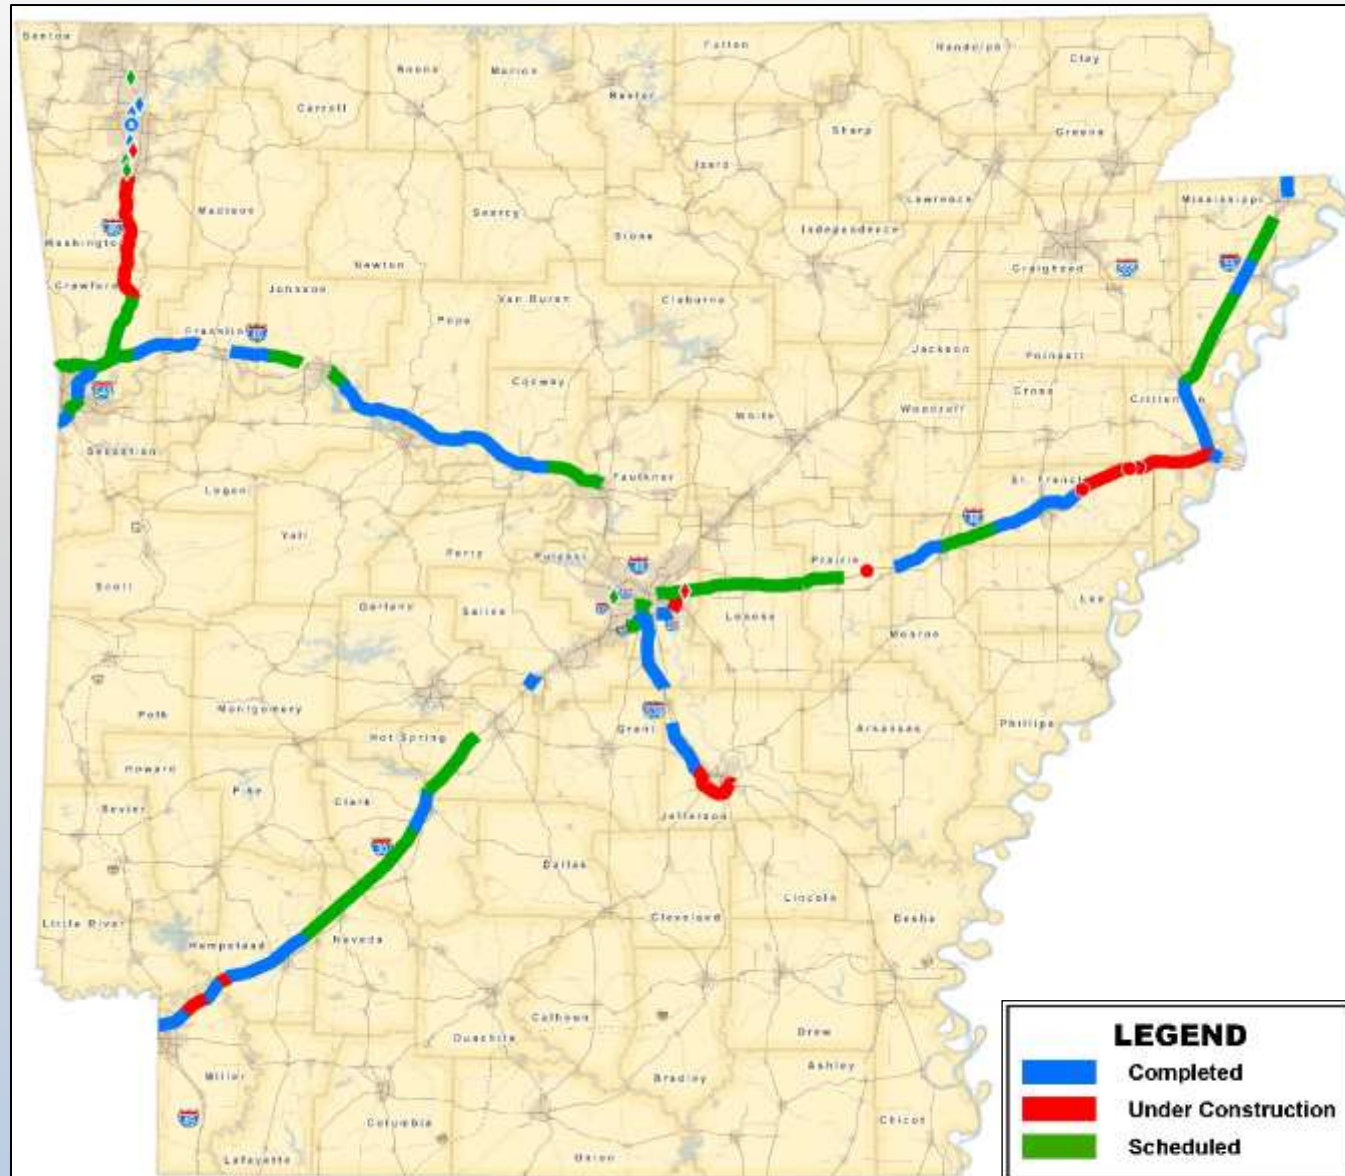 Benton
Boone
Marion
Fulton
Randolph
Clay
Carroll
Baxter
Sharp
Greene
Izard
Madison
Searcy
Stone
Lawrence
Mississippi
Independence
Washington
Newton
Craighead
Crawford
Johnson
Van Buren
Cleburne
Pope
Franklin
Jackson
Poinsett
Conway
Cross
Crittenden
White
Woodruff
Sebastian
Logan
Faulkner
St. Francis
Yell
Perry
Pulaski
Prairie
Scott
Garland
Saline
Lonoke
Lee
Monroe
Polk
Montgomery
Hot Spring
Grant
Arkansas
Phillips
Howard
Pike
Clark
Sevier
Jefferson
Dallas
Lincoln
Little River
Hempstead
Nevada
Cleveland
Desha
Calhoun
Ouachita
Drew
Miller
Bradley
Ashley
Columbia
Chicot
Lafayette
Union
LEGEND
Completed
Under Construction
Scheduled